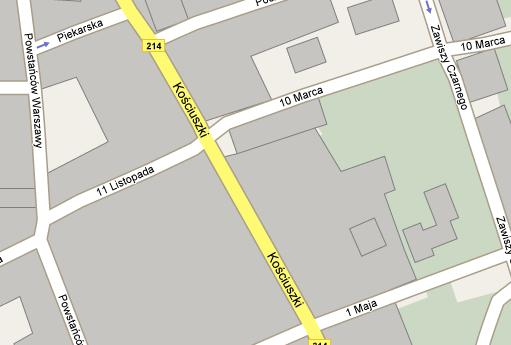 Piekarska
214
Powstańców Warszawy
Kościuszki
10 Marca
10 Marca
Zawiszy Czarnego
11 Listopada
Kościuszki
1 Maja
Zawiszy
Powstańców
214